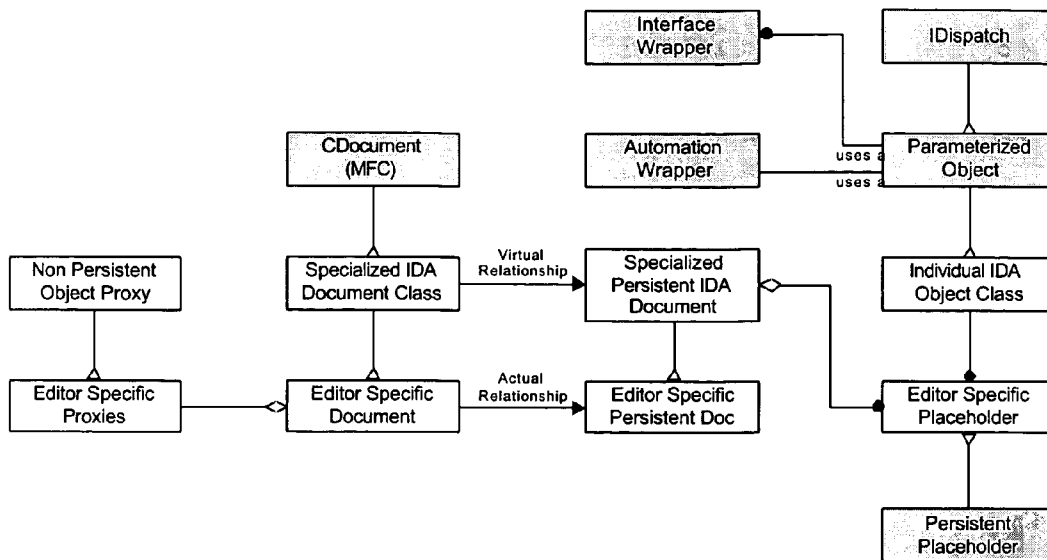 Interface
Wrapper
IDispatch
CDocument
(MFC)
Automation
Wrapper
uses a
uses a
Parameterized
Object
Non Persistent
Object Proxy
Specialized IDA
Document Class
Virtual
Relationship
Specialized
Persistent IDA
Document
Individual IDA
Object Class
Editor Specific
Proxies
Editor Specific
Document
Actual
Relationship
Editor Specific
Persistent Doc
Editor Specific
Placeholder
Persistent
Placeholder